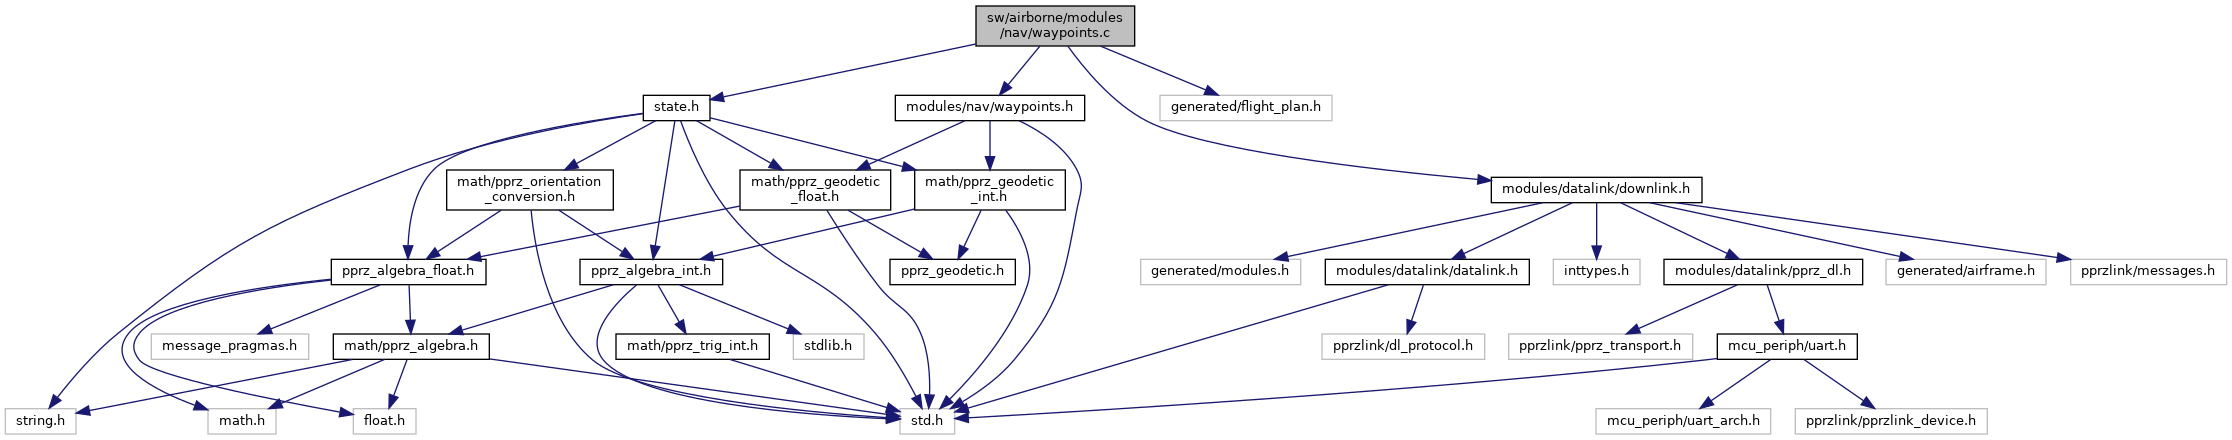 sw/airborne/modules
/nav/waypoints.c
state.h
modules/nav/waypoints.h
generated/flight_plan.h
math/pprz_orientation
_conversion.h
math/pprz_geodetic
_float.h
math/pprz_geodetic
_int.h
modules/datalink/downlink.h
pprz_algebra_float.h
pprz_algebra_int.h
pprz_geodetic.h
generated/modules.h
modules/datalink/datalink.h
inttypes.h
modules/datalink/pprz_dl.h
generated/airframe.h
pprzlink/messages.h
message_pragmas.h
math/pprz_algebra.h
math/pprz_trig_int.h
stdlib.h
pprzlink/dl_protocol.h
pprzlink/pprz_transport.h
mcu_periph/uart.h
string.h
math.h
float.h
std.h
mcu_periph/uart_arch.h
pprzlink/pprzlink_device.h